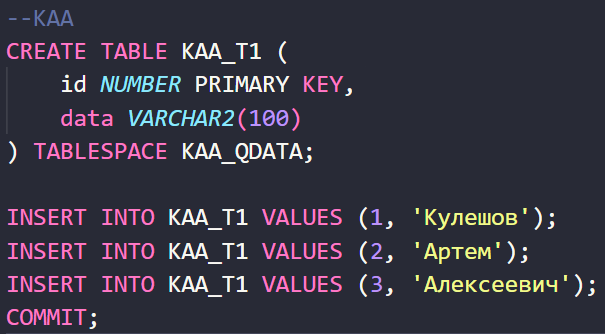 --KAA
CREATE TABLE KAA_T1 (
    id NUMBER PRIMARY KEY,
    data VARCHAR2(100)
) TABLESPACE KAA_QDATA;
INSERT INTO KAA_T1 VALUES (1, 'Кулешов');
INSERT INTO KAA_T1 VALUES (2, 'Артем');
INSERT INTO KAA_T1 VALUES (3, 'Алексеевич');
COMMIT;